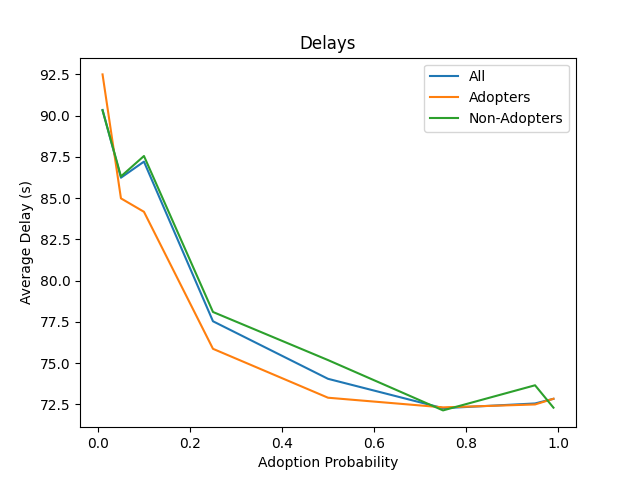 Delays
All
Adopters
Non-Adopters
92.5
90.0
87.5
85.0
82.5
80.0
77.5
75.0
72.5
Average Delay (s)
0.0 0.2 0.4 0.6 0.8 1.0
Adoption Probability